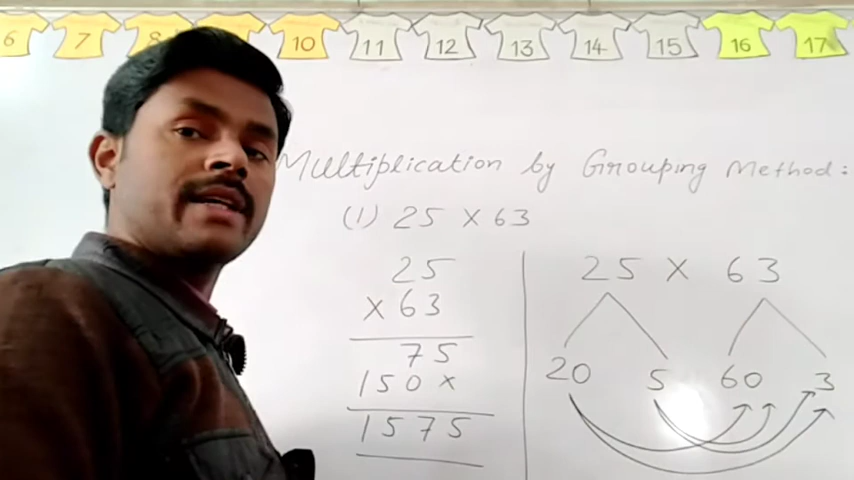 6 7 8 10 11 12 13 14 15 16 17
Multiplication by Grouping Method:
(1) 25 × 63
25
× 63
75
150×
1575
25 × 63
20 5 60 3